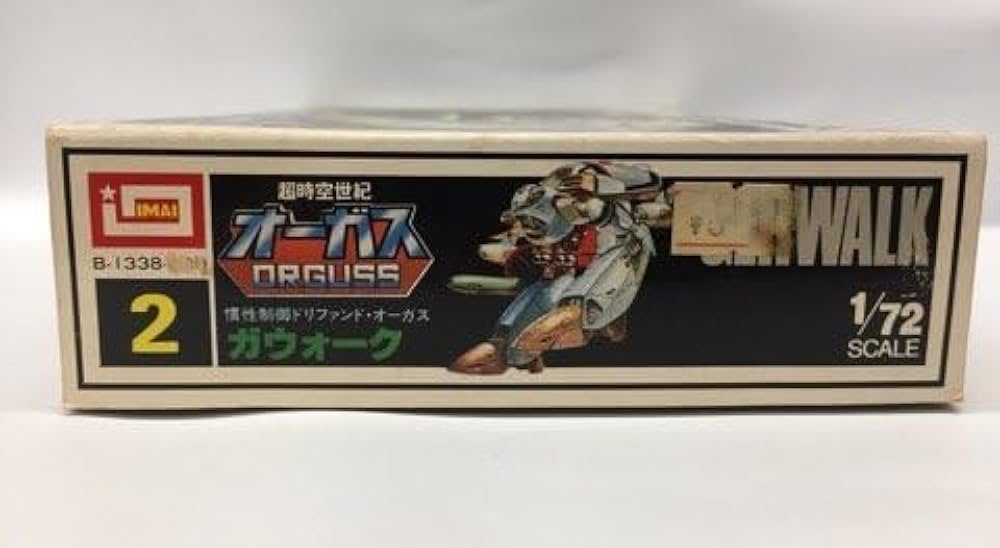 IMAI
B-1338
2
超時空世紀
オーガス
ORGUSS
慣性制御ドリファンド・オーガス
ガウォーク
WALK
1/72
SCALE